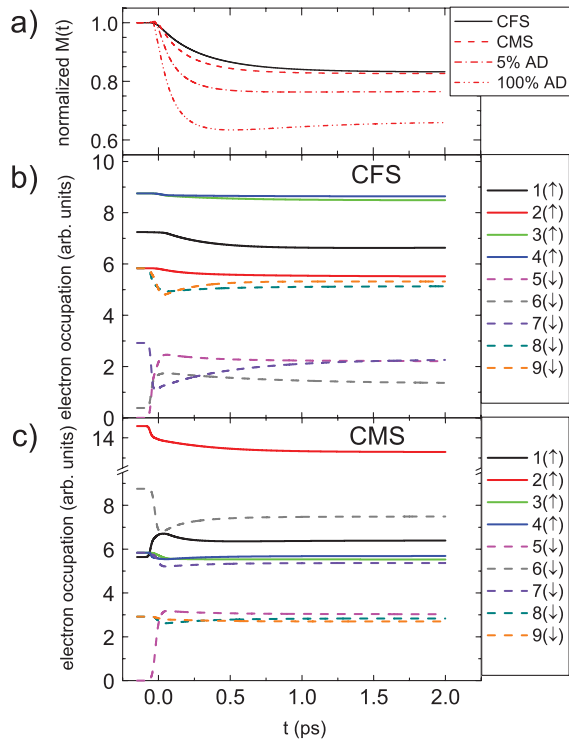 a)
normalized M(t)
1.0
0.8
0.6
CFS
CMS
5% AD
100% AD
b)
CFS
electron occupation (arb. units)
10
8
6
4
2
0
1(↑)
2(↑)
3(↑)
4(↑)
5(↓)
6(↓)
7(↓)
8(↓)
9(↓)
c)
CMS
electron occupation (arb. units)
14
8
6
4
2
0
1(↑)
2(↑)
3(↑)
4(↑)
5(↓)
6(↓)
7(↓)
8(↓)
9(↓)
0.0 0.5 1.0 1.5 2.0
t (ps)